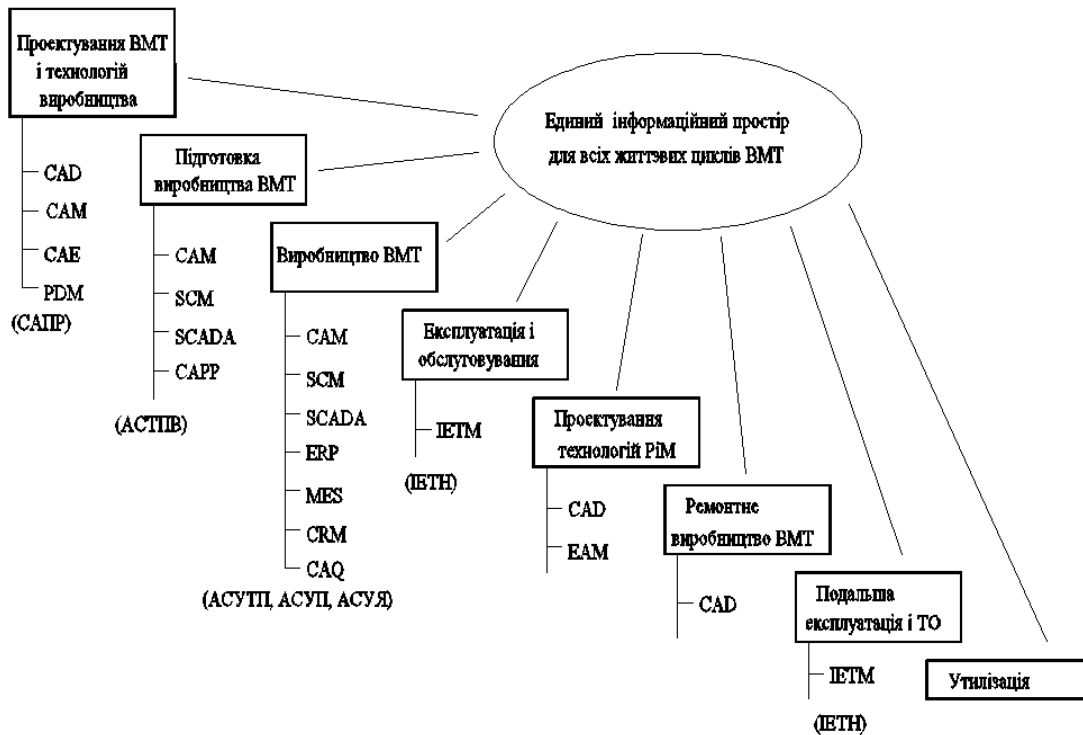 Проектування ВМТ
і технологій
виробництва
CAD
CAM
CAE
PDM
(САПР)
Підготовка
виробництва ВМТ
CAM
SCM
SCADA
CAPP
(АСТПВ)
Виробництво ВМТ
CAM
SCM
SCADA
ERP
MES
CRM
CAQ
(АСУТП, АСУП, АСУЯ)
Експлуатація і
обслуговування
IETM
(ІЕТН)
Проектування
технологій РіМ
CAD
EAM
Ремонтне
виробництво ВМТ
CAD
Подальша
експлуатація і ТО
IETM
(ІЕТН)
Утилізація
Единий інформаційний простір
для всіх життэвих циклів ВМТ